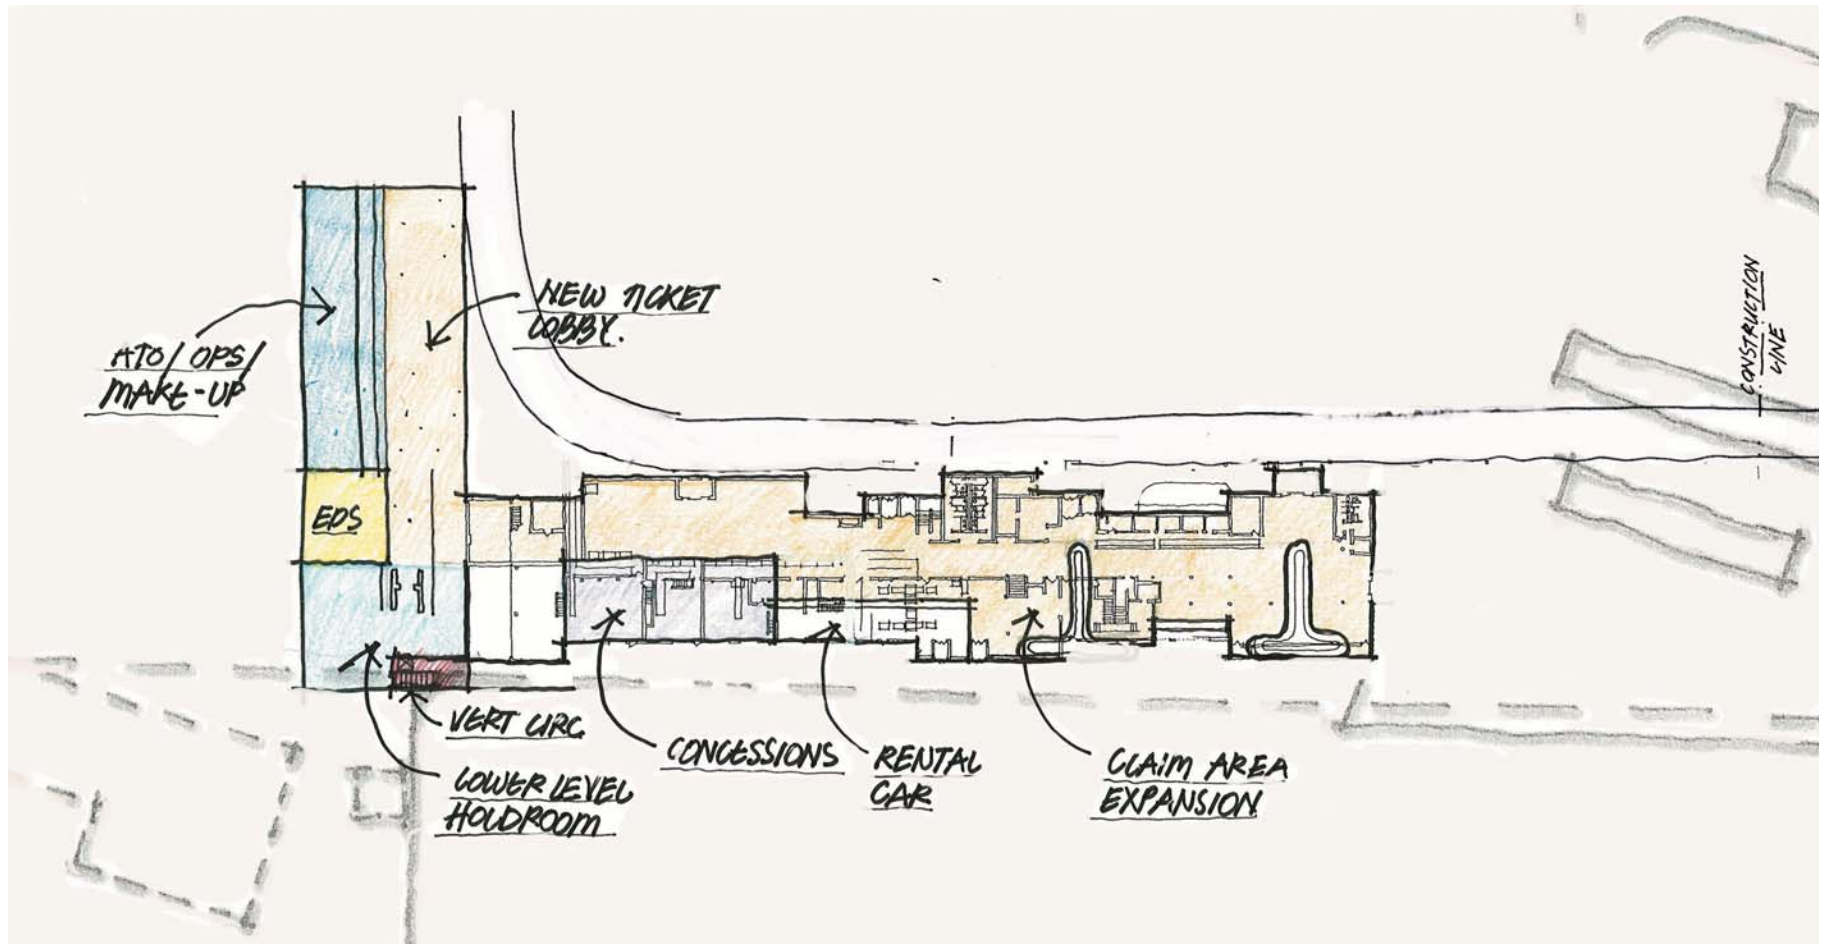 NEW TICKET
LOBBY.
ATO/OPS/
MAKE-UP
CONSTRUCTION
LINE
EDS
VERT CIRC
LOWER LEVEL
HOLDROOM
CONCESSIONS
RENTAL
CAR
CLAIM AREA
EXPANSION